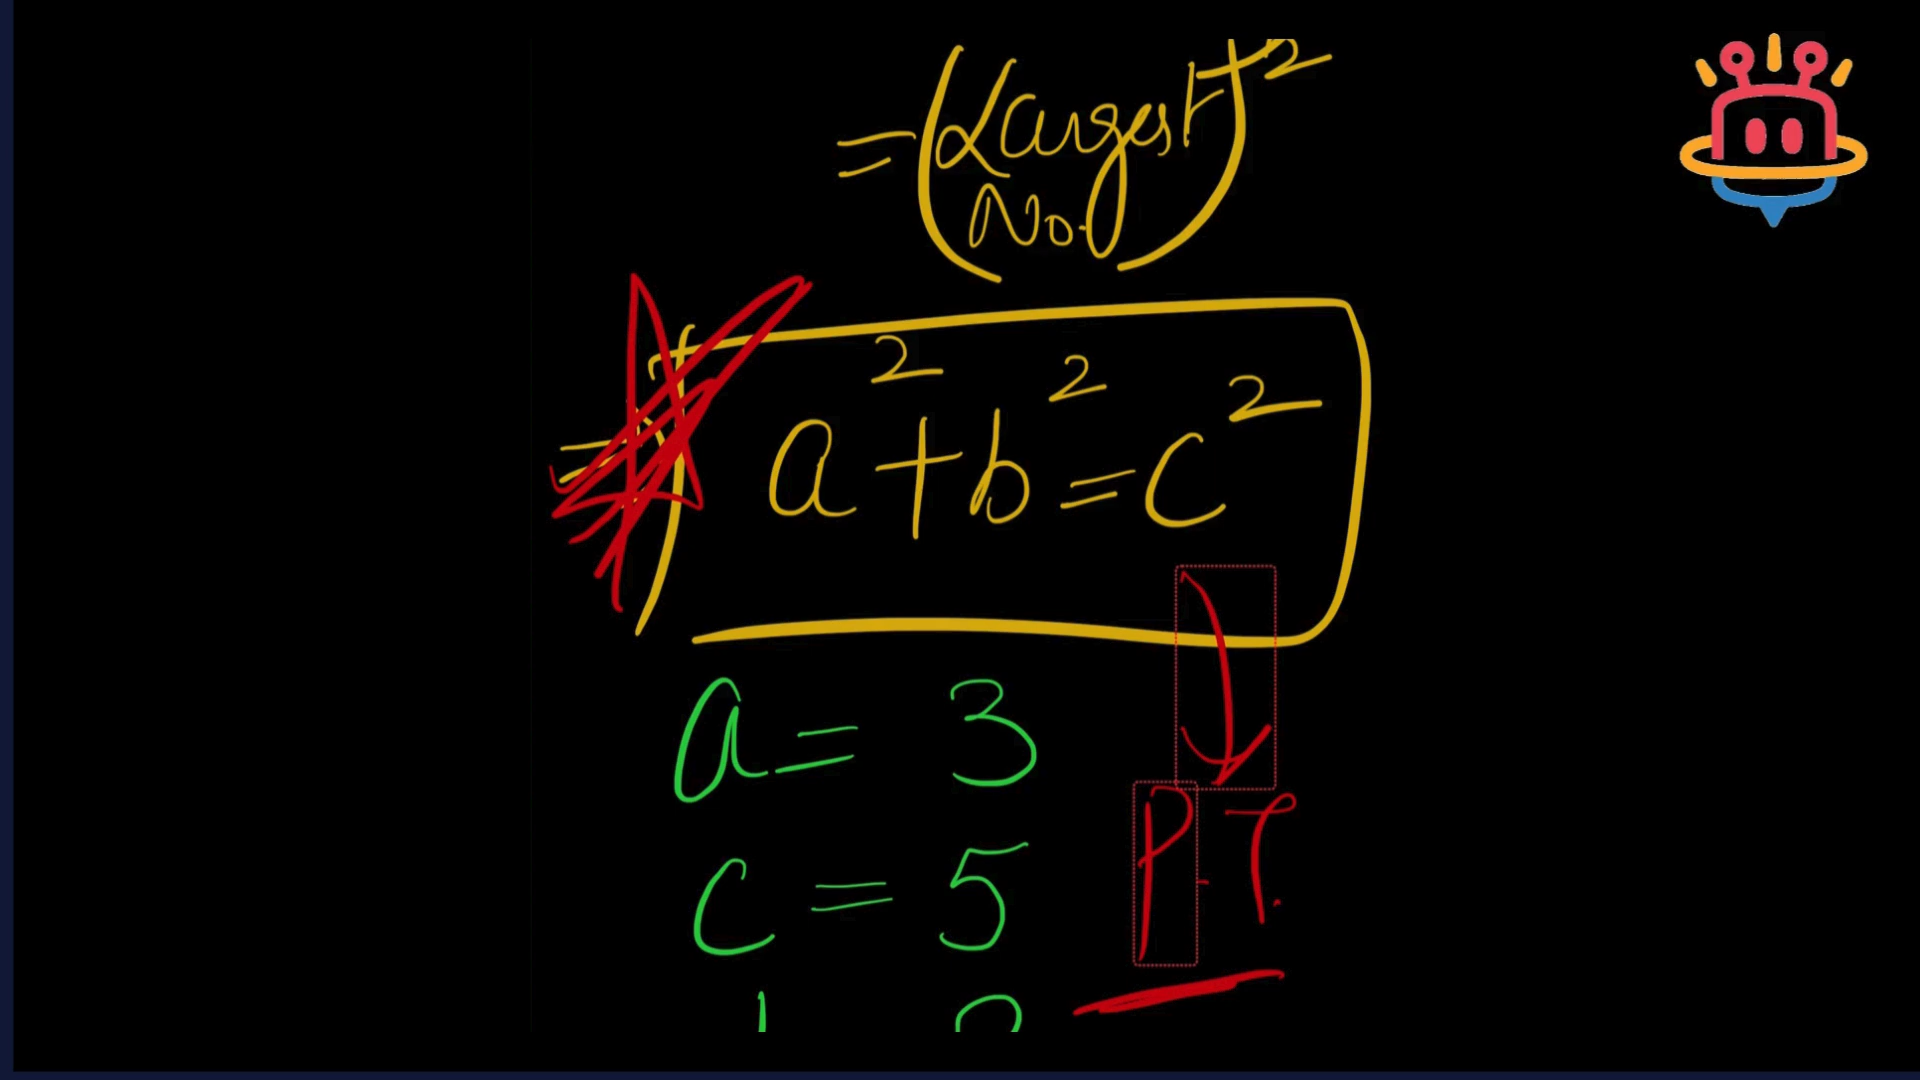 = (Largest No.)²
⇒ a² + b² = c²
a = 3
P.T.
c = 5